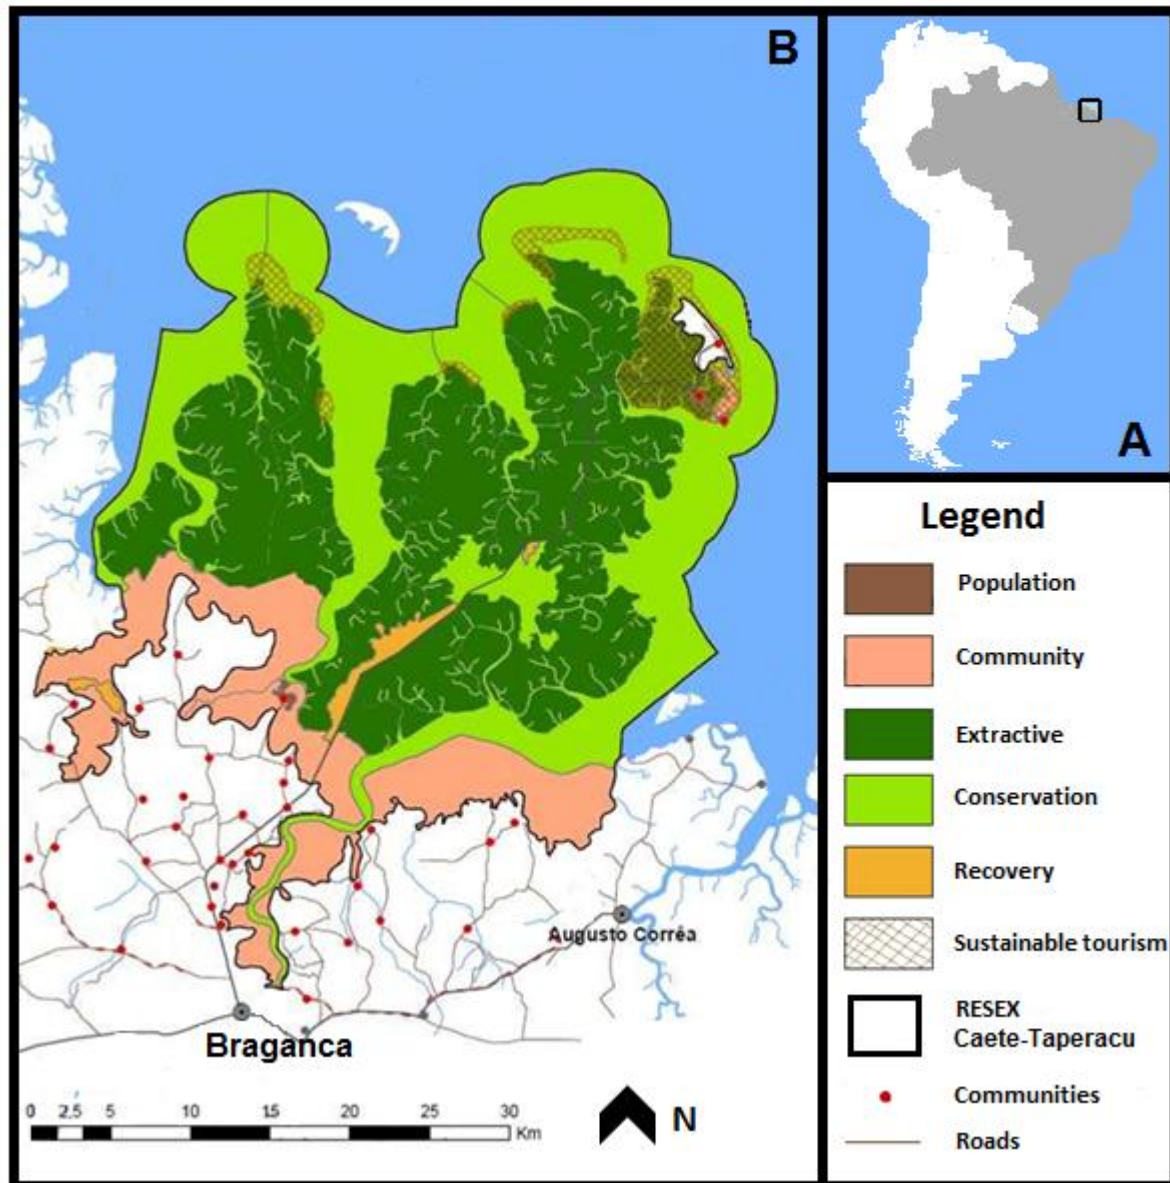 B
A
Augusto Corrêa
Braganca
0 2,5 5 10 15 20 25 30
Km
N
Legend
Population
Community
Extractive
Conservation
Recovery
Sustainable tourism
RESEX
Caete-Taperacu
Communities
Roads